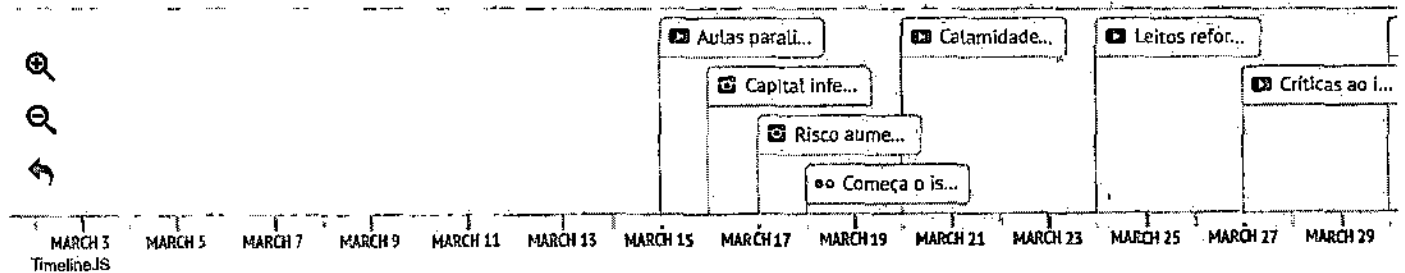 Aulas parali...
Calamidade...
Leitos refor...
Capital infe...
Críticas ao i...
Risco aume...
Começa o is...
MARCH 3 MARCH 5 MARCH 7 MARCH 9 MARCH 11 MARCH 13 MARCH 15 MARCH 17 MARCH 19 MARCH 21 MARCH 23 MARCH 25 MARCH 27 MARCH 29
TimelineJS